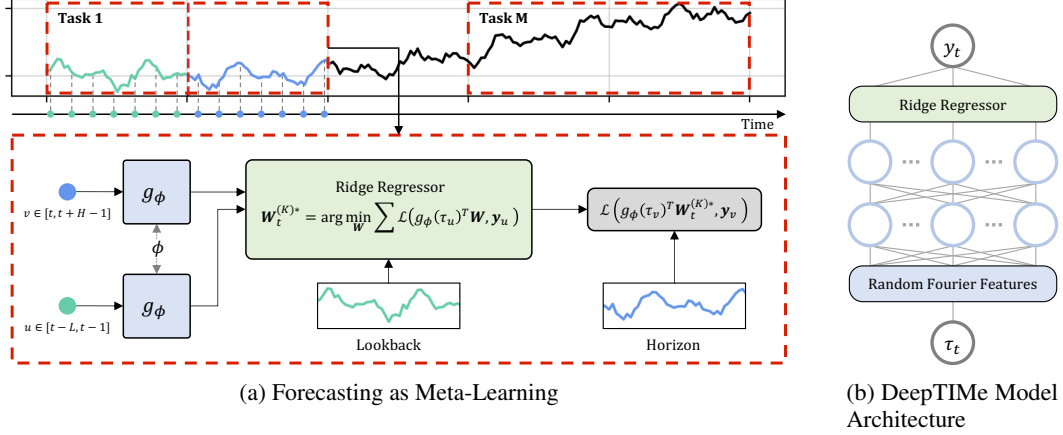 Task 1
Task M
Time
g_ϕ
v ∈ [t, t + H − 1]
ϕ
g_ϕ
u ∈ [t − L, t − 1]
Ridge Regressor
W_t^{(K)*} = arg min_W ∑ ℒ(g_ϕ(τ_u)^T W, y_u)
ℒ(g_ϕ(τ_v)^T W_t^{(K)*}, y_v)
Lookback
Horizon
(a) Forecasting as Meta-Learning
y_t
Ridge Regressor
...
...
...
...
Random Fourier Features
τ_t
(b) DeepTIMe Model
Architecture